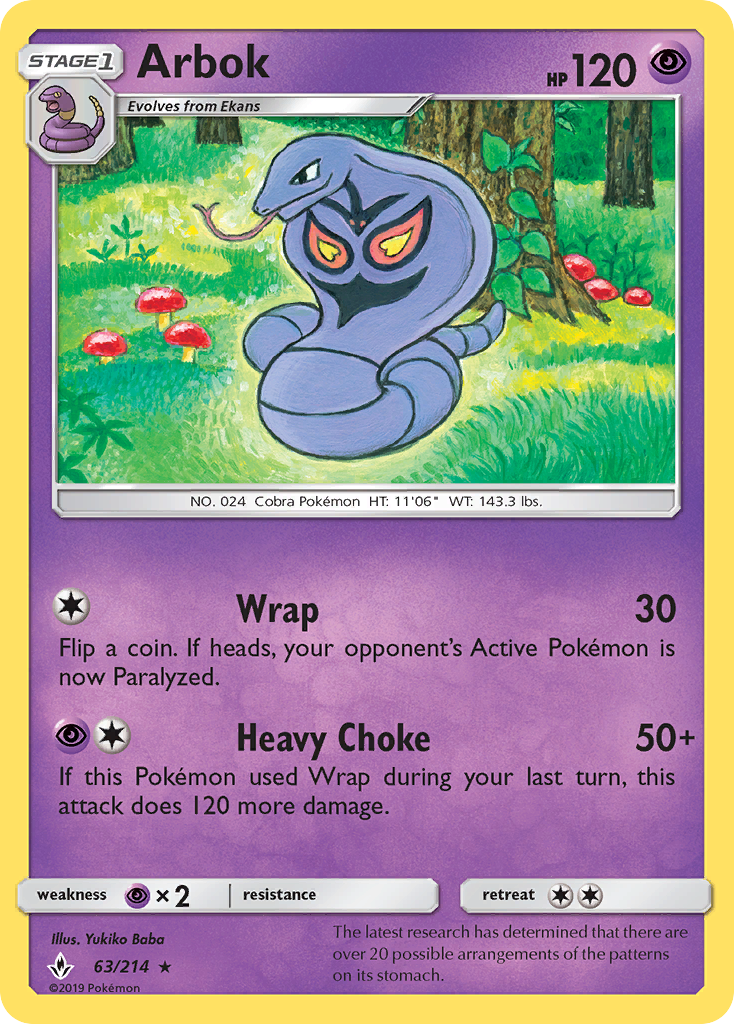 STAGE1
Arbok
HP 120
Evolves from Ekans
NO. 024 Cobra Pokémon HT: 11'06" WT: 143.3 lbs.
Wrap 30
Flip a coin. If heads, your opponent's Active Pokémon is
now Paralyzed.
Heavy Choke 50+
If this Pokémon used Wrap during your last turn, this
attack does 120 more damage.
weakness × 2 resistance retreat
Illus. Yukiko Baba
63/214 ★
©2019 Pokémon
The latest research has determined that there are
over 20 possible arrangements of the patterns
on its stomach.